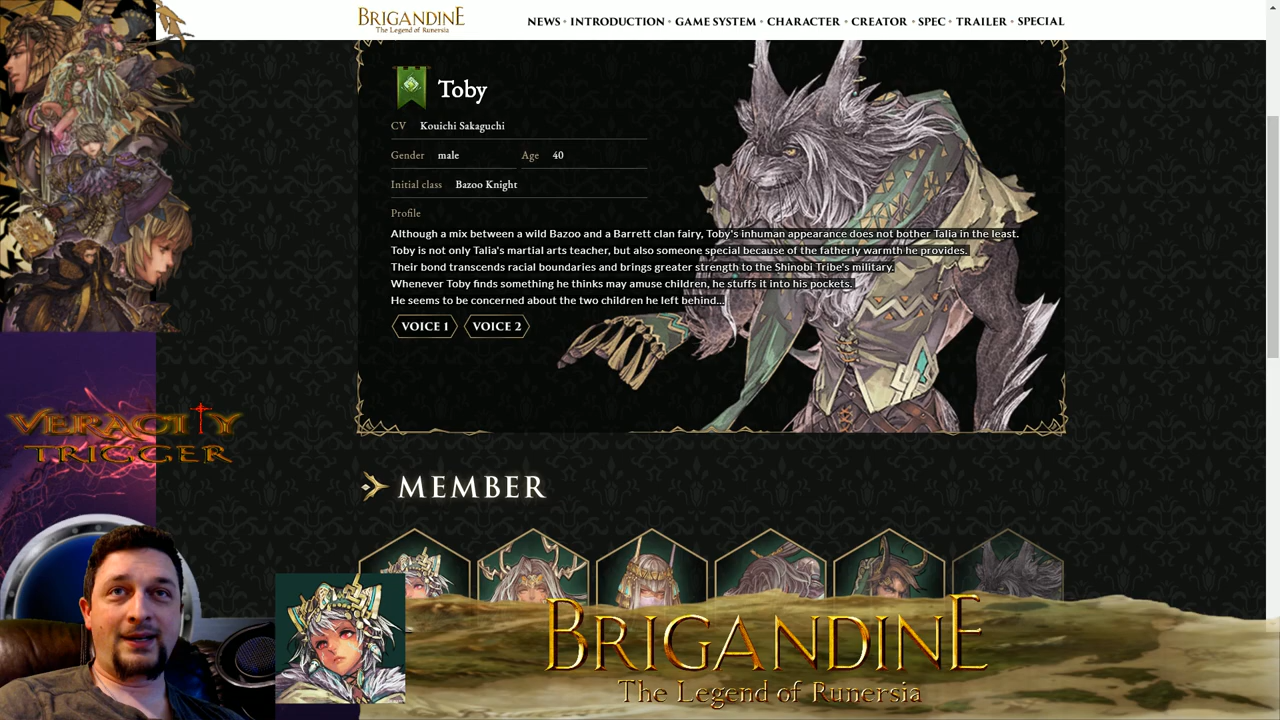 BRIGANDINE
The Legend of Runersia
NEWS • INTRODUCTION • GAME SYSTEM • CHARACTER • CREATOR • SPEC • TRAILER • SPECIAL
Toby
CV Kouichi Sakaguchi
Gender male Age 40
Initial class Bazoo Knight
Profile
Although a mix between a wild Bazoo and a Barrett clan fairy, Toby's inhuman appearance does not bother Talia in the least.
Toby is not only Talia's martial arts teacher, but also someone special because of the fatherly warmth he provides.
Their bond transcends racial boundaries and brings greater strength to the Shinobi Tribe's military.
Whenever Toby finds something he thinks may amuse children, he stuffs it into his pockets.
He seems to be concerned about the two children he left behind...
VOICE 1 VOICE 2
VERACITY
TRIGGER
MEMBER
BRIGANDINE
The Legend of Runersia